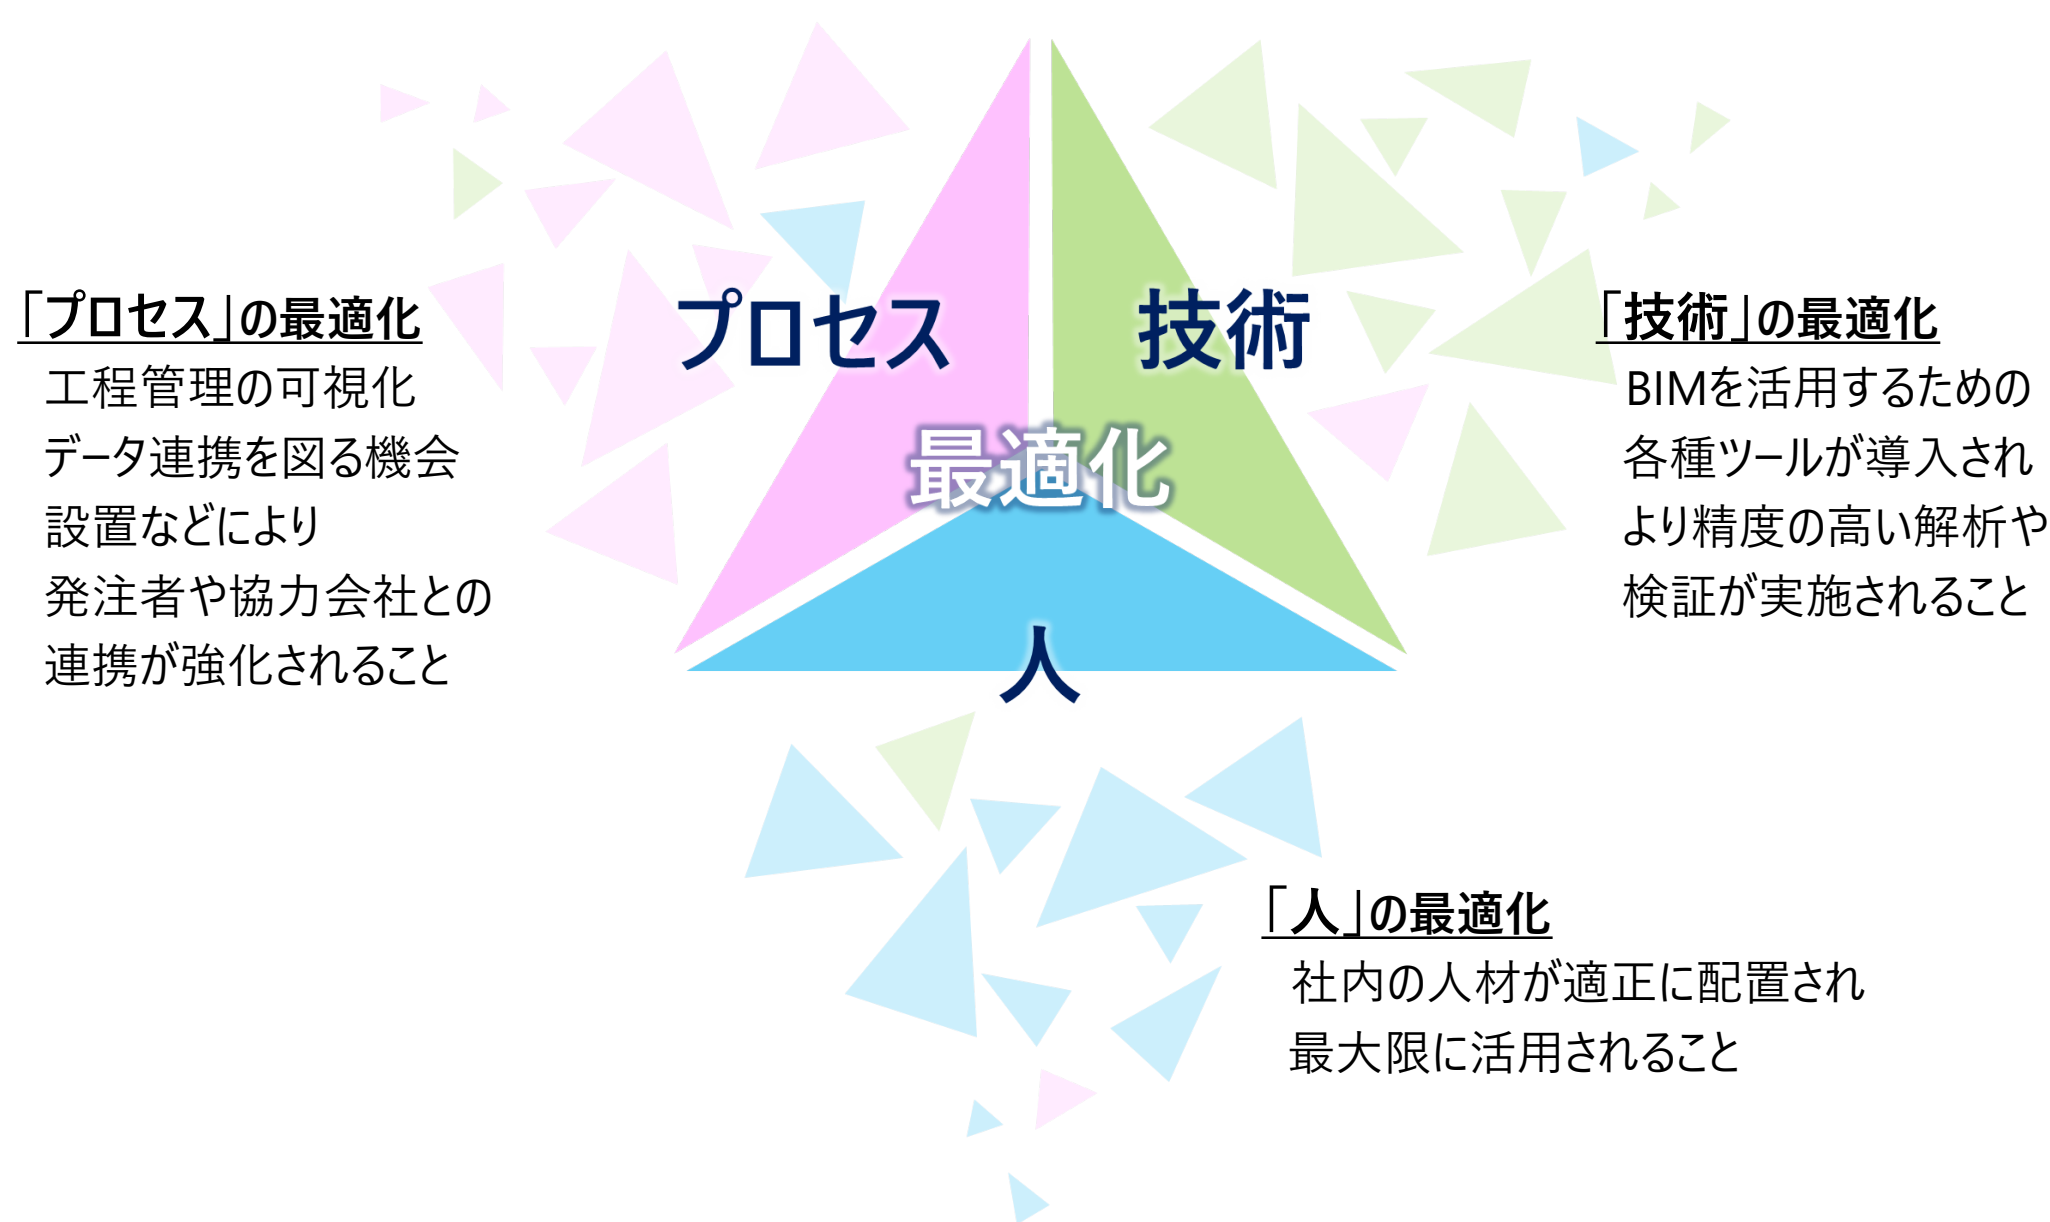 プロセス
技術
最適化
人
「プロセス」の最適化
工程管理の可視化
データ連携を図る機会
設置などにより
発注者や協力会社との
連携が強化されること
「技術」の最適化
BIMを活用するための
各種ツールが導入され
より精度の高い解析や
検証が実施されること
「人」の最適化
社内の人材が適正に配置され
最大限に活用されること